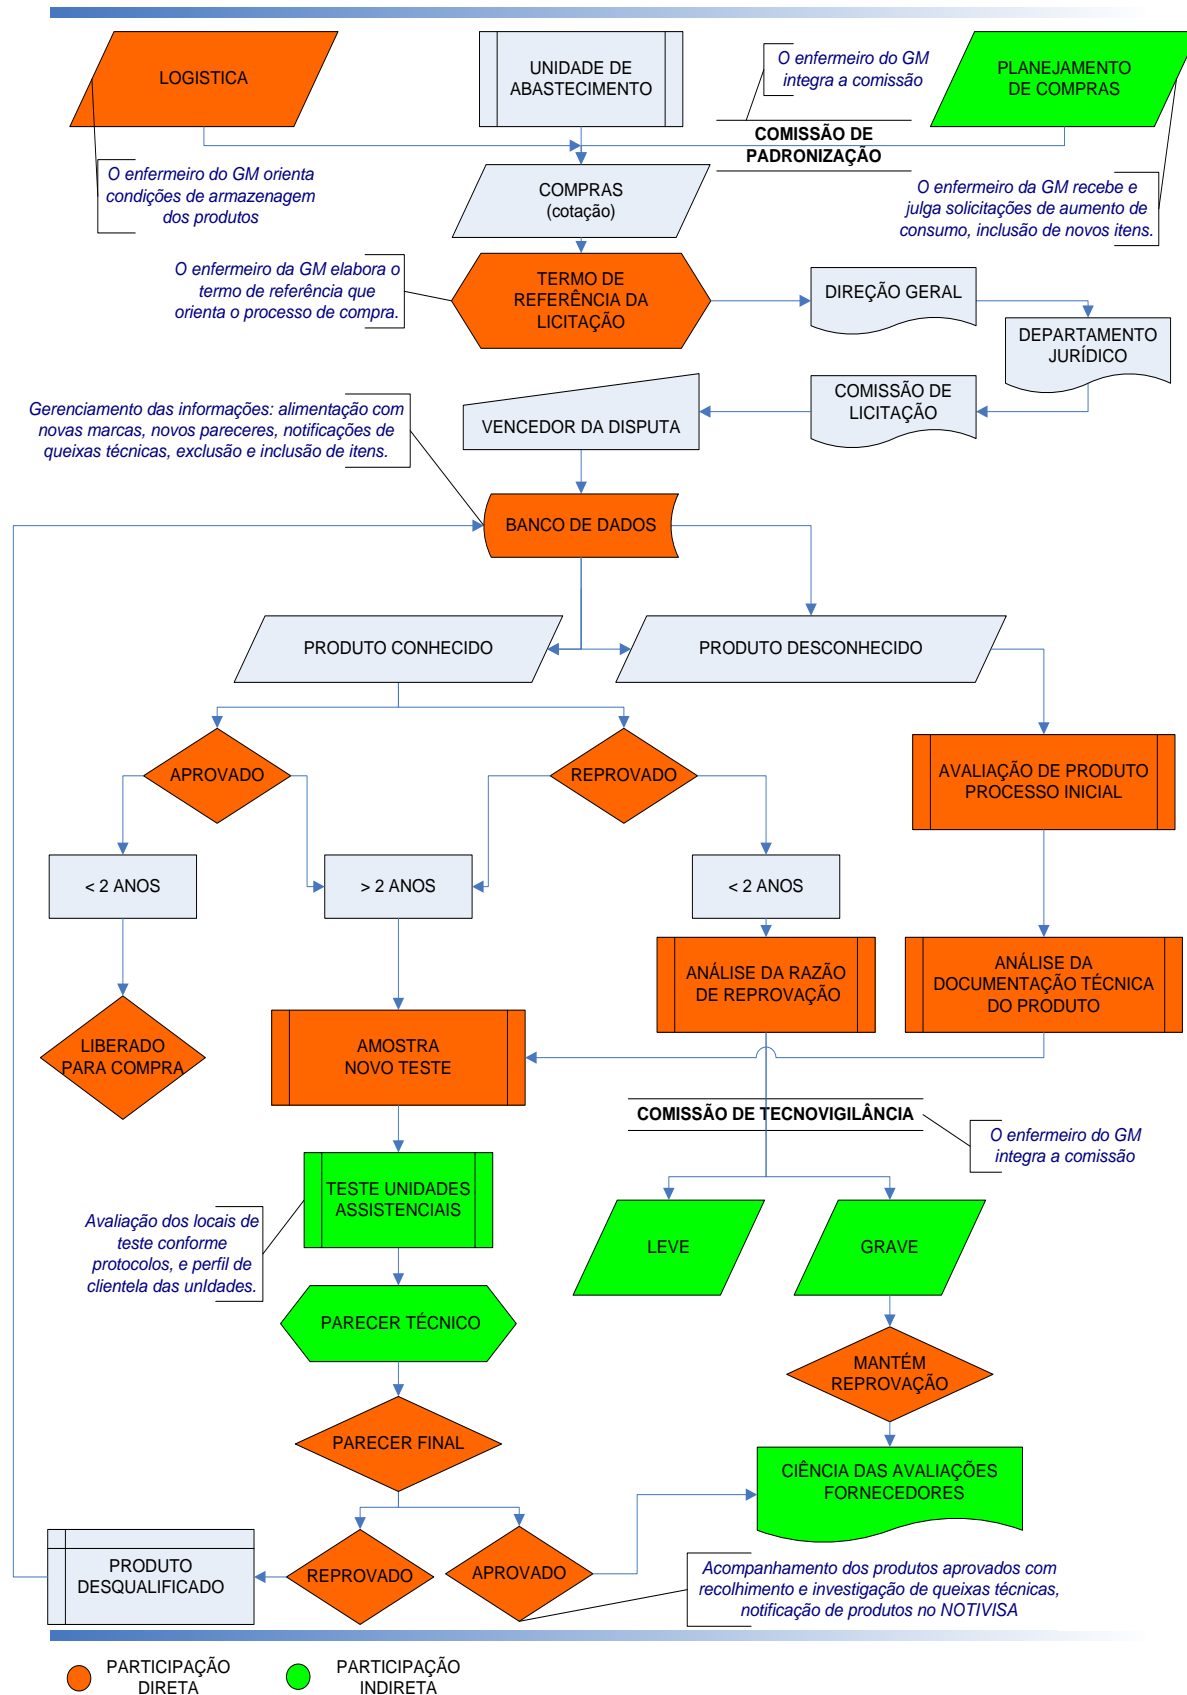 LOGISTICA
UNIDADE DE
ABASTECIMENTO
O enfermeiro do GM
integra a comissão
PLANEJAMENTO
DE COMPRAS
COMISSÃO DE
PADRONIZAÇÃO
O enfermeiro do GM orienta
condições de armazenagem
dos produtos
COMPRAS
(cotação)
O enfermeiro da GM recebe e
julga solicitações de aumento de
consumo, inclusão de novos itens.
O enfermeiro da GM elabora o
termo de referência que
orienta o processo de compra.
TERMO DE
REFERÊNCIA DA
LICITAÇÃO
DIREÇÃO GERAL
DEPARTAMENTO
JURÍDICO
COMISSÃO DE
LICITAÇÃO
VENCEDOR DA DISPUTA
Gerenciamento das informações: alimentação com
novas marcas, novos pareceres, notificações de
queixas técnicas, exclusão e inclusão de itens.
BANCO DE DADOS
PRODUTO CONHECIDO
PRODUTO DESCONHECIDO
APROVADO
REPROVADO
AVALIAÇÃO DE PRODUTO
PROCESSO INICIAL
< 2 ANOS
> 2 ANOS
< 2 ANOS
ANÁLISE DA RAZÃO
DE REPROVAÇÃO
ANÁLISE DA
DOCUMENTAÇÃO TÉCNICA
DO PRODUTO
LIBERADO
PARA COMPRA
AMOSTRA
NOVO TESTE
COMISSÃO DE TECNOVIGILÂNCIA
O enfermeiro do GM
integra a comissão
TESTE UNIDADES
ASSISTENCIAIS
Avaliação dos locais de
teste conforme
protocolos, e perfil de
clientela das unIdades.
LEVE
GRAVE
PARECER TÉCNICO
MANTÉM
REPROVAÇÃO
PARECER FINAL
CIÊNCIA DAS AVALIAÇÕES
FORNECEDORES
PRODUTO
DESQUALIFICADO
REPROVADO
APROVADO
Acompanhamento dos produtos aprovados com
recolhimento e investigação de queixas técnicas,
notificação de produtos no NOTIVISA
PARTICIPAÇÃO
DIRETA
PARTICIPAÇÃO
INDIRETA